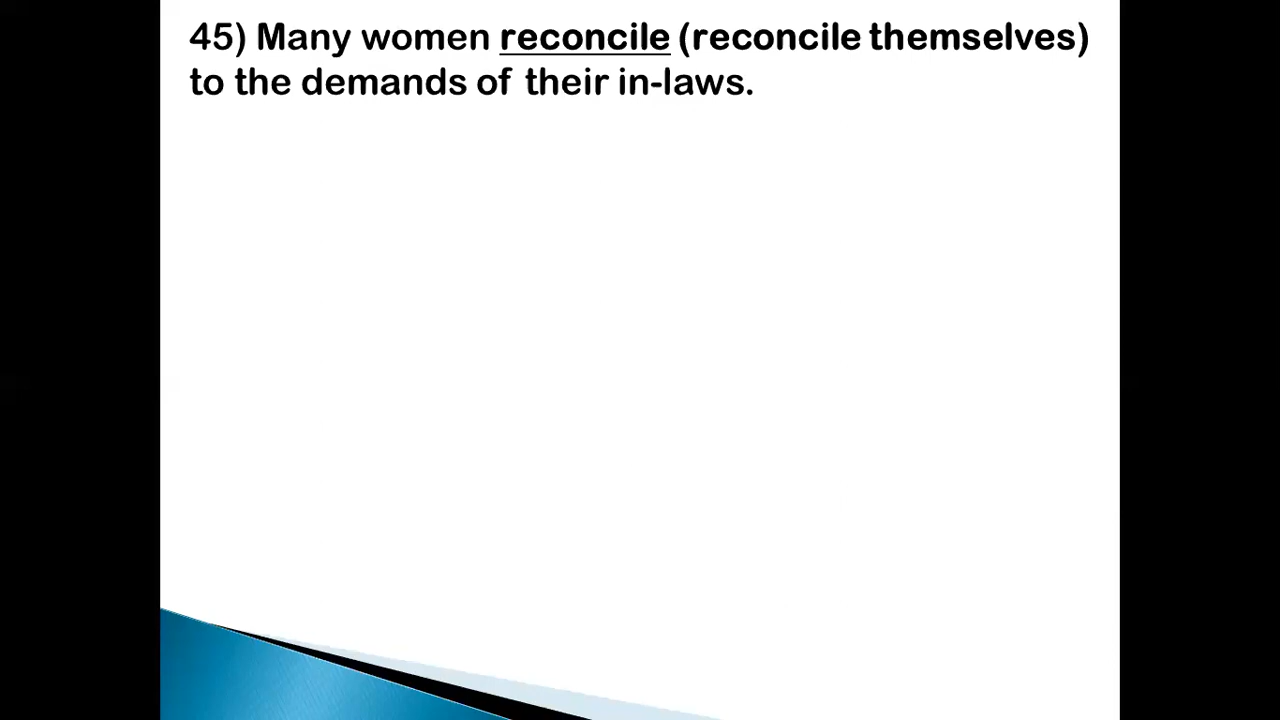 45) Many women reconcile (reconcile themselves)
to the demands of their in-laws.